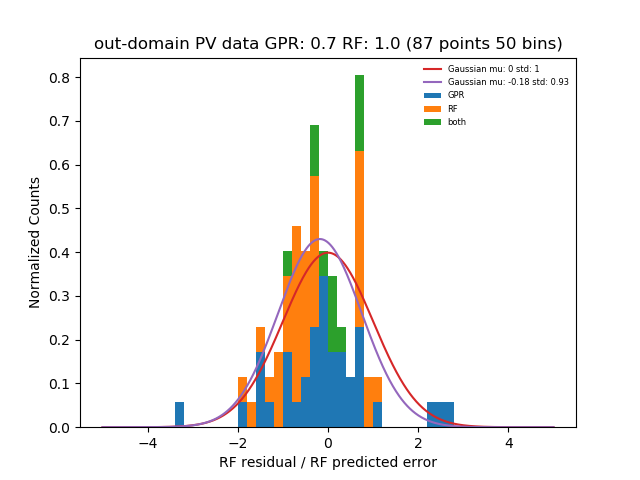 out-domain PV data GPR: 0.7 RF: 1.0 (87 points 50 bins)
Gaussian mu: 0 std: 1
Gaussian mu: -0.18 std: 0.93
GPR
RF
both
Normalized Counts
0.8
0.7
0.6
0.5
0.4
0.3
0.2
0.1
0.0
−4
−2
0
2
4
RF residual / RF predicted error